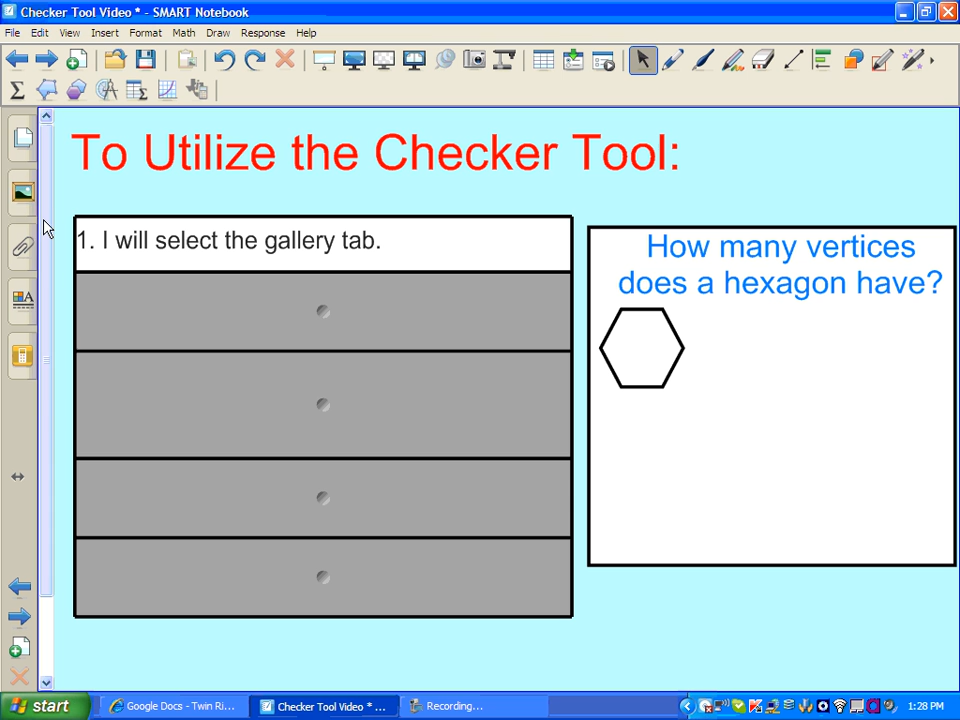 Checker Tool Video * - SMART Notebook
File Edit View Insert Format Math Draw Response Help
To Utilize the Checker Tool:
1. I will select the gallery tab.
How many vertices
does a hexagon have?
start
Google Docs - Twin Ri...
Checker Tool Video * ...
Recording...
1:28 PM